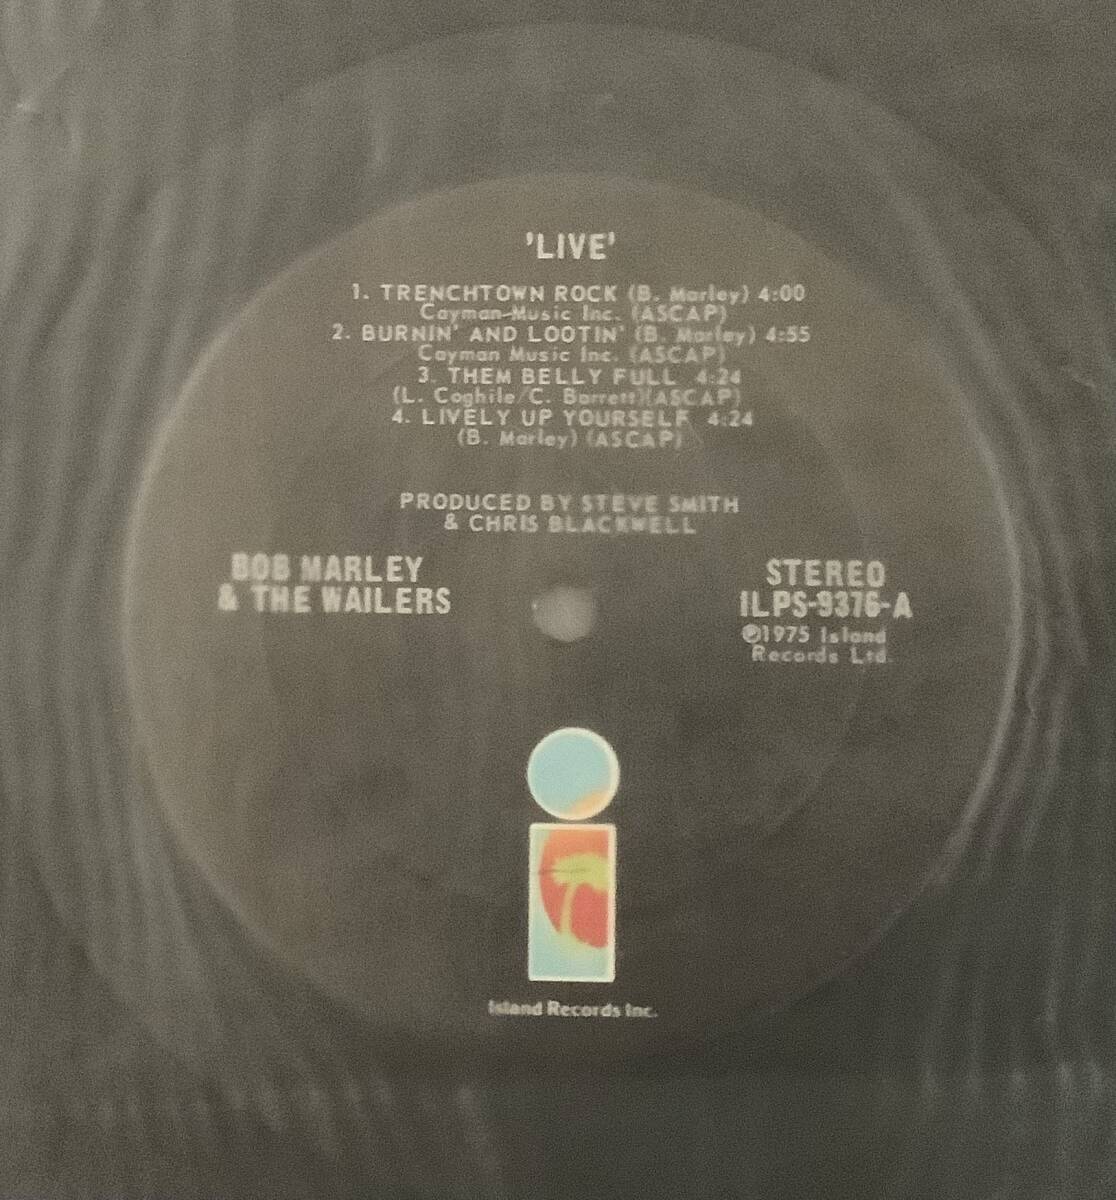 'LIVE'
1. TRENCHTOWN ROCK (B. Marley) 4:00
Cayman Music Inc. (ASCAP)
2. BURNIN' AND LOOTIN' (B. Marley) 4:55
Cayman Music Inc. (ASCAP)
3. THEM BELLY FULL 4:24
(L. Coghile/C. Barrett)(ASCAP)
4. LIVELY UP YOURSELF 4:24
(B. Marley) (ASCAP)
PRODUCED BY STEVE SMITH
& CHRIS BLACKWELL
BOB MARLEY
& THE WAILERS
STEREO
ILPS-9376-A
℗1975 Island
Records Ltd.
Island Records Inc.